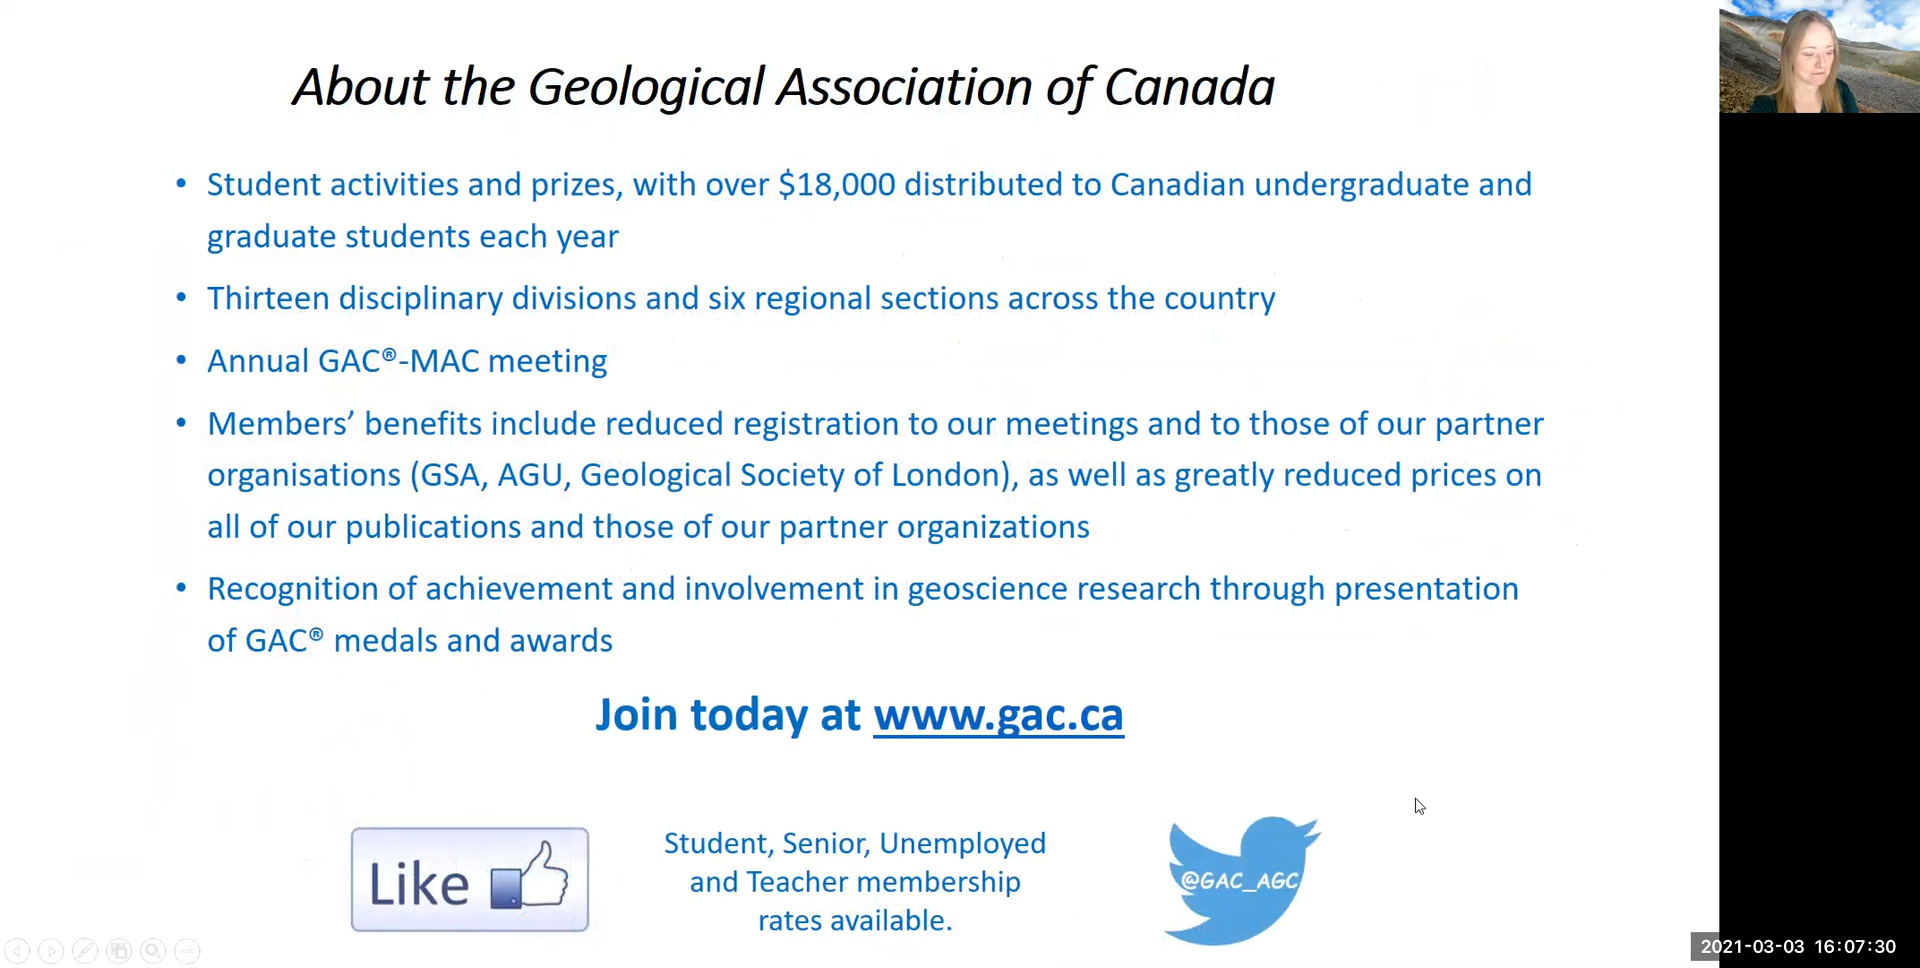 About the Geological Association of Canada
• Student activities and prizes, with over $18,000 distributed to Canadian undergraduate and
graduate students each year
• Thirteen disciplinary divisions and six regional sections across the country
• Annual GAC®-MAC meeting
• Members’ benefits include reduced registration to our meetings and to those of our partner
organisations (GSA, AGU, Geological Society of London), as well as greatly reduced prices on
all of our publications and those of our partner organizations
• Recognition of achievement and involvement in geoscience research through presentation
of GAC® medals and awards
Join today at www.gac.ca
Like
Student, Senior, Unemployed
and Teacher membership
rates available.
@GAC_AGC
2021-03-03 16:07:30